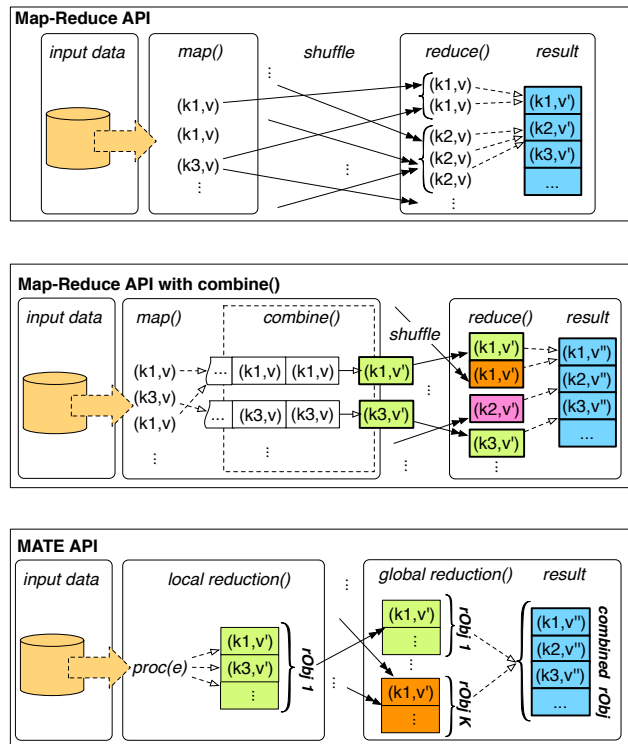 Map-Reduce API
input data
map()
shuffle
reduce()
result
(k1,v)
(k1,v)
(k3,v)
...
...
...
(k1,v)
(k1,v)
(k2,v)
(k2,v)
(k2,v)
...
(k1,v')
(k2,v')
(k3,v')
...
Map-Reduce API with combine()
input data
map()
combine()
shuffle
reduce()
result
(k1,v)
(k3,v)
(k1,v)
...
... (k1,v) (k1,v) (k1,v')
... (k3,v) (k3,v) (k3,v')
...
...
...
(k1,v')
(k1,v')
(k2,v')
(k3,v')
...
(k1,v'')
(k2,v'')
(k3,v'')
...
MATE API
input data
local reduction()
global reduction()
result
proc(e)
(k1,v')
(k3,v')
...
rObj 1
...
...
(k1,v')
...
rObj 1
...
(k1,v')
...
rObj K
(k1,v'')
(k2,v'')
(k3,v'')
...
combined rObj